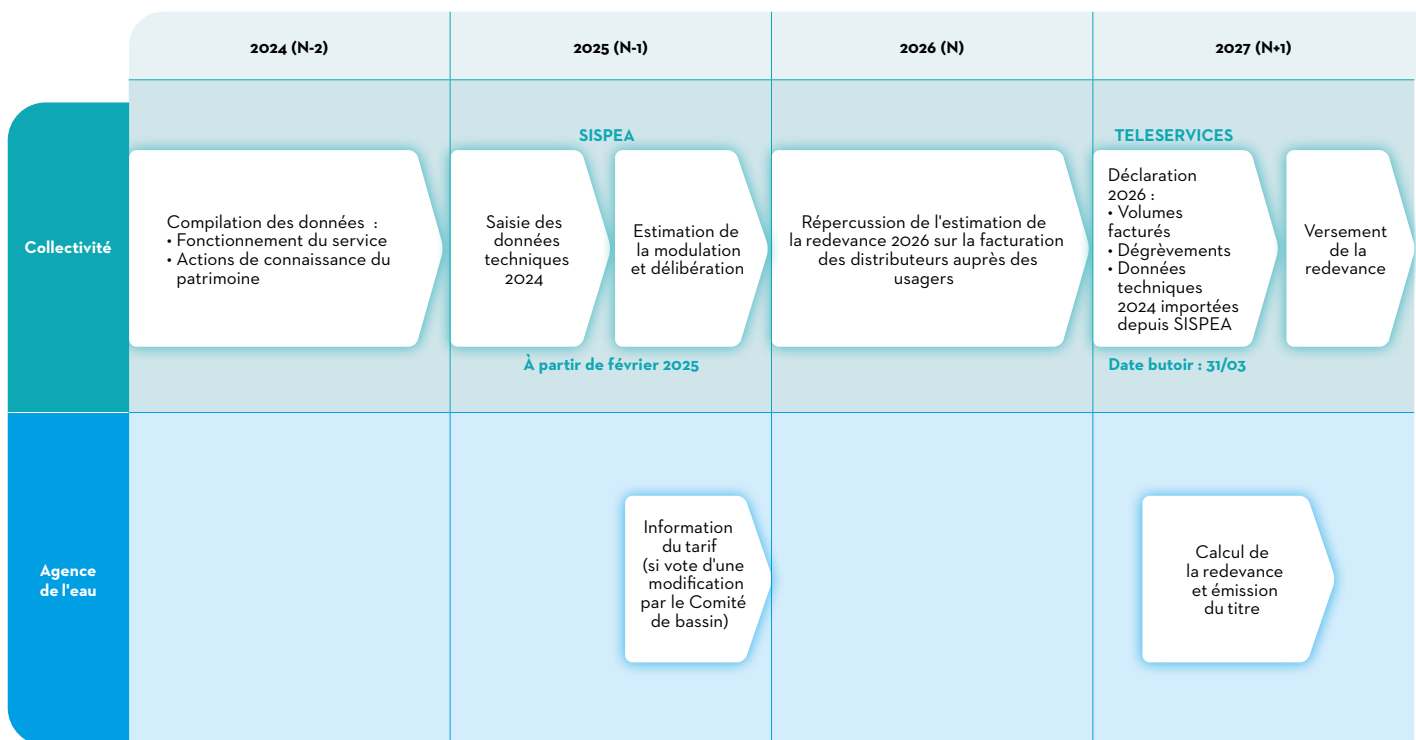 2024 (N-2)
2025 (N-1)
2026 (N)
2027 (N+1)
Collectivité
Compilation des données :
• Fonctionnement du service
• Actions de connaissance du
patrimoine
SISPEA
Saisie des
données
techniques
2024
Estimation de
la modulation
et délibération
À partir de février 2025
Répercussion de l'estimation de
la redevance 2026 sur la facturation
des distributeurs auprès des
usagers
TELESERVICES
Déclaration
2026 :
• Volumes
facturés
• Dégrèvements
• Données
techniques
2024 importées
depuis SISPEA
Date butoir : 31/03
Versement
de la
redevance
Agence
de l'eau
Information
du tarif
(si vote d'une
modification
par le Comité
de bassin)
Calcul de
la redevance
et émission
du titre